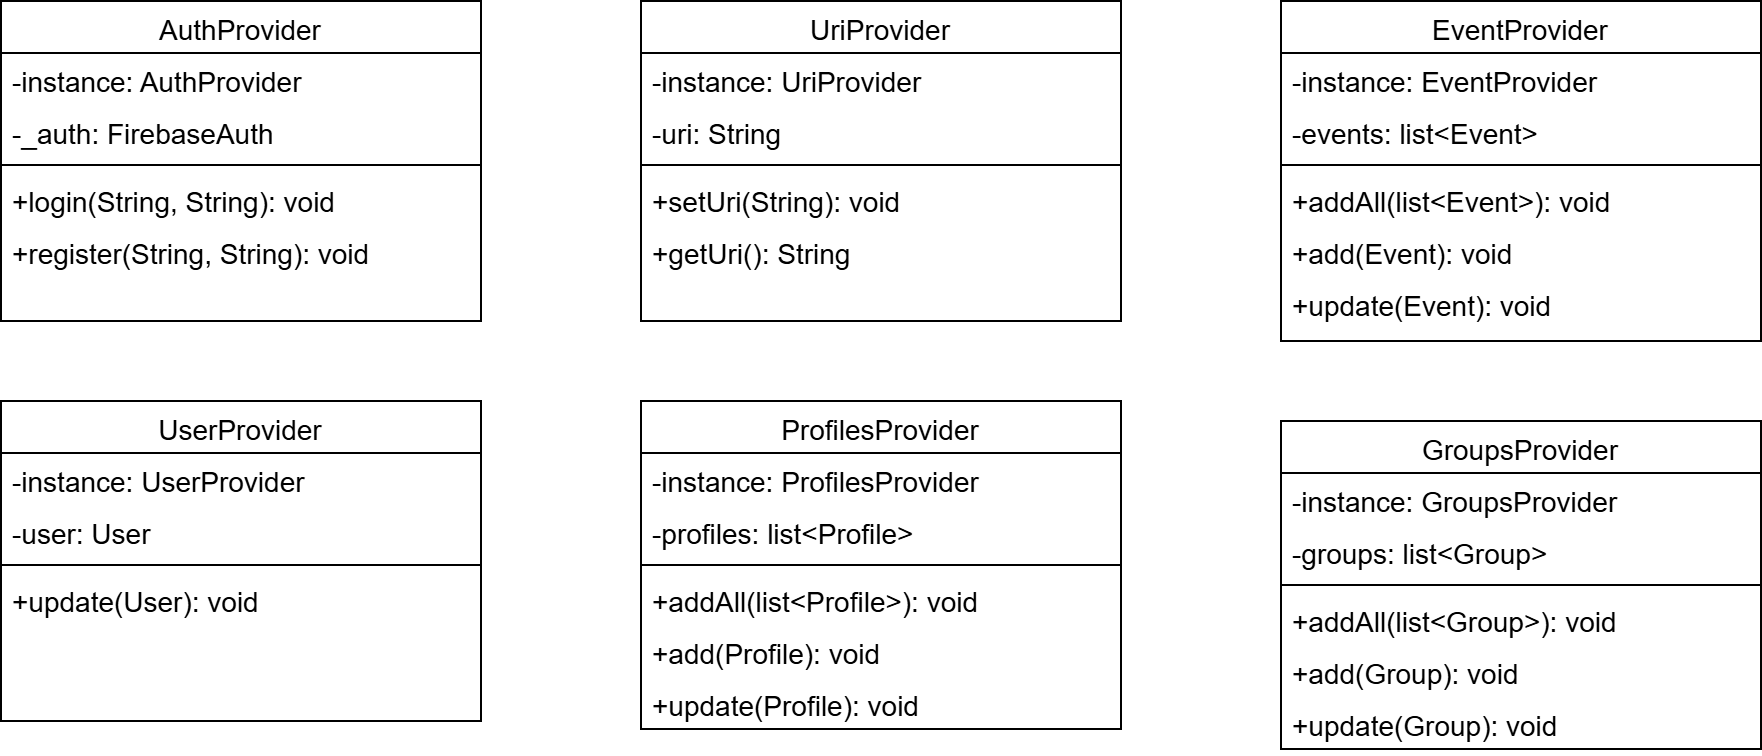 AuthProvider
-instance: AuthProvider
-_auth: FirebaseAuth
+login(String, String): void
+register(String, String): void
UriProvider
-instance: UriProvider
-uri: String
+setUri(String): void
+getUri(): String
EventProvider
-instance: EventProvider
-events: list<Event>
+addAll(list<Event>): void
+add(Event): void
+update(Event): void
UserProvider
-instance: UserProvider
-user: User
+update(User): void
ProfilesProvider
-instance: ProfilesProvider
-profiles: list<Profile>
+addAll(list<Profile>): void
+add(Profile): void
+update(Profile): void
GroupsProvider
-instance: GroupsProvider
-groups: list<Group>
+addAll(list<Group>): void
+add(Group): void
+update(Group): void